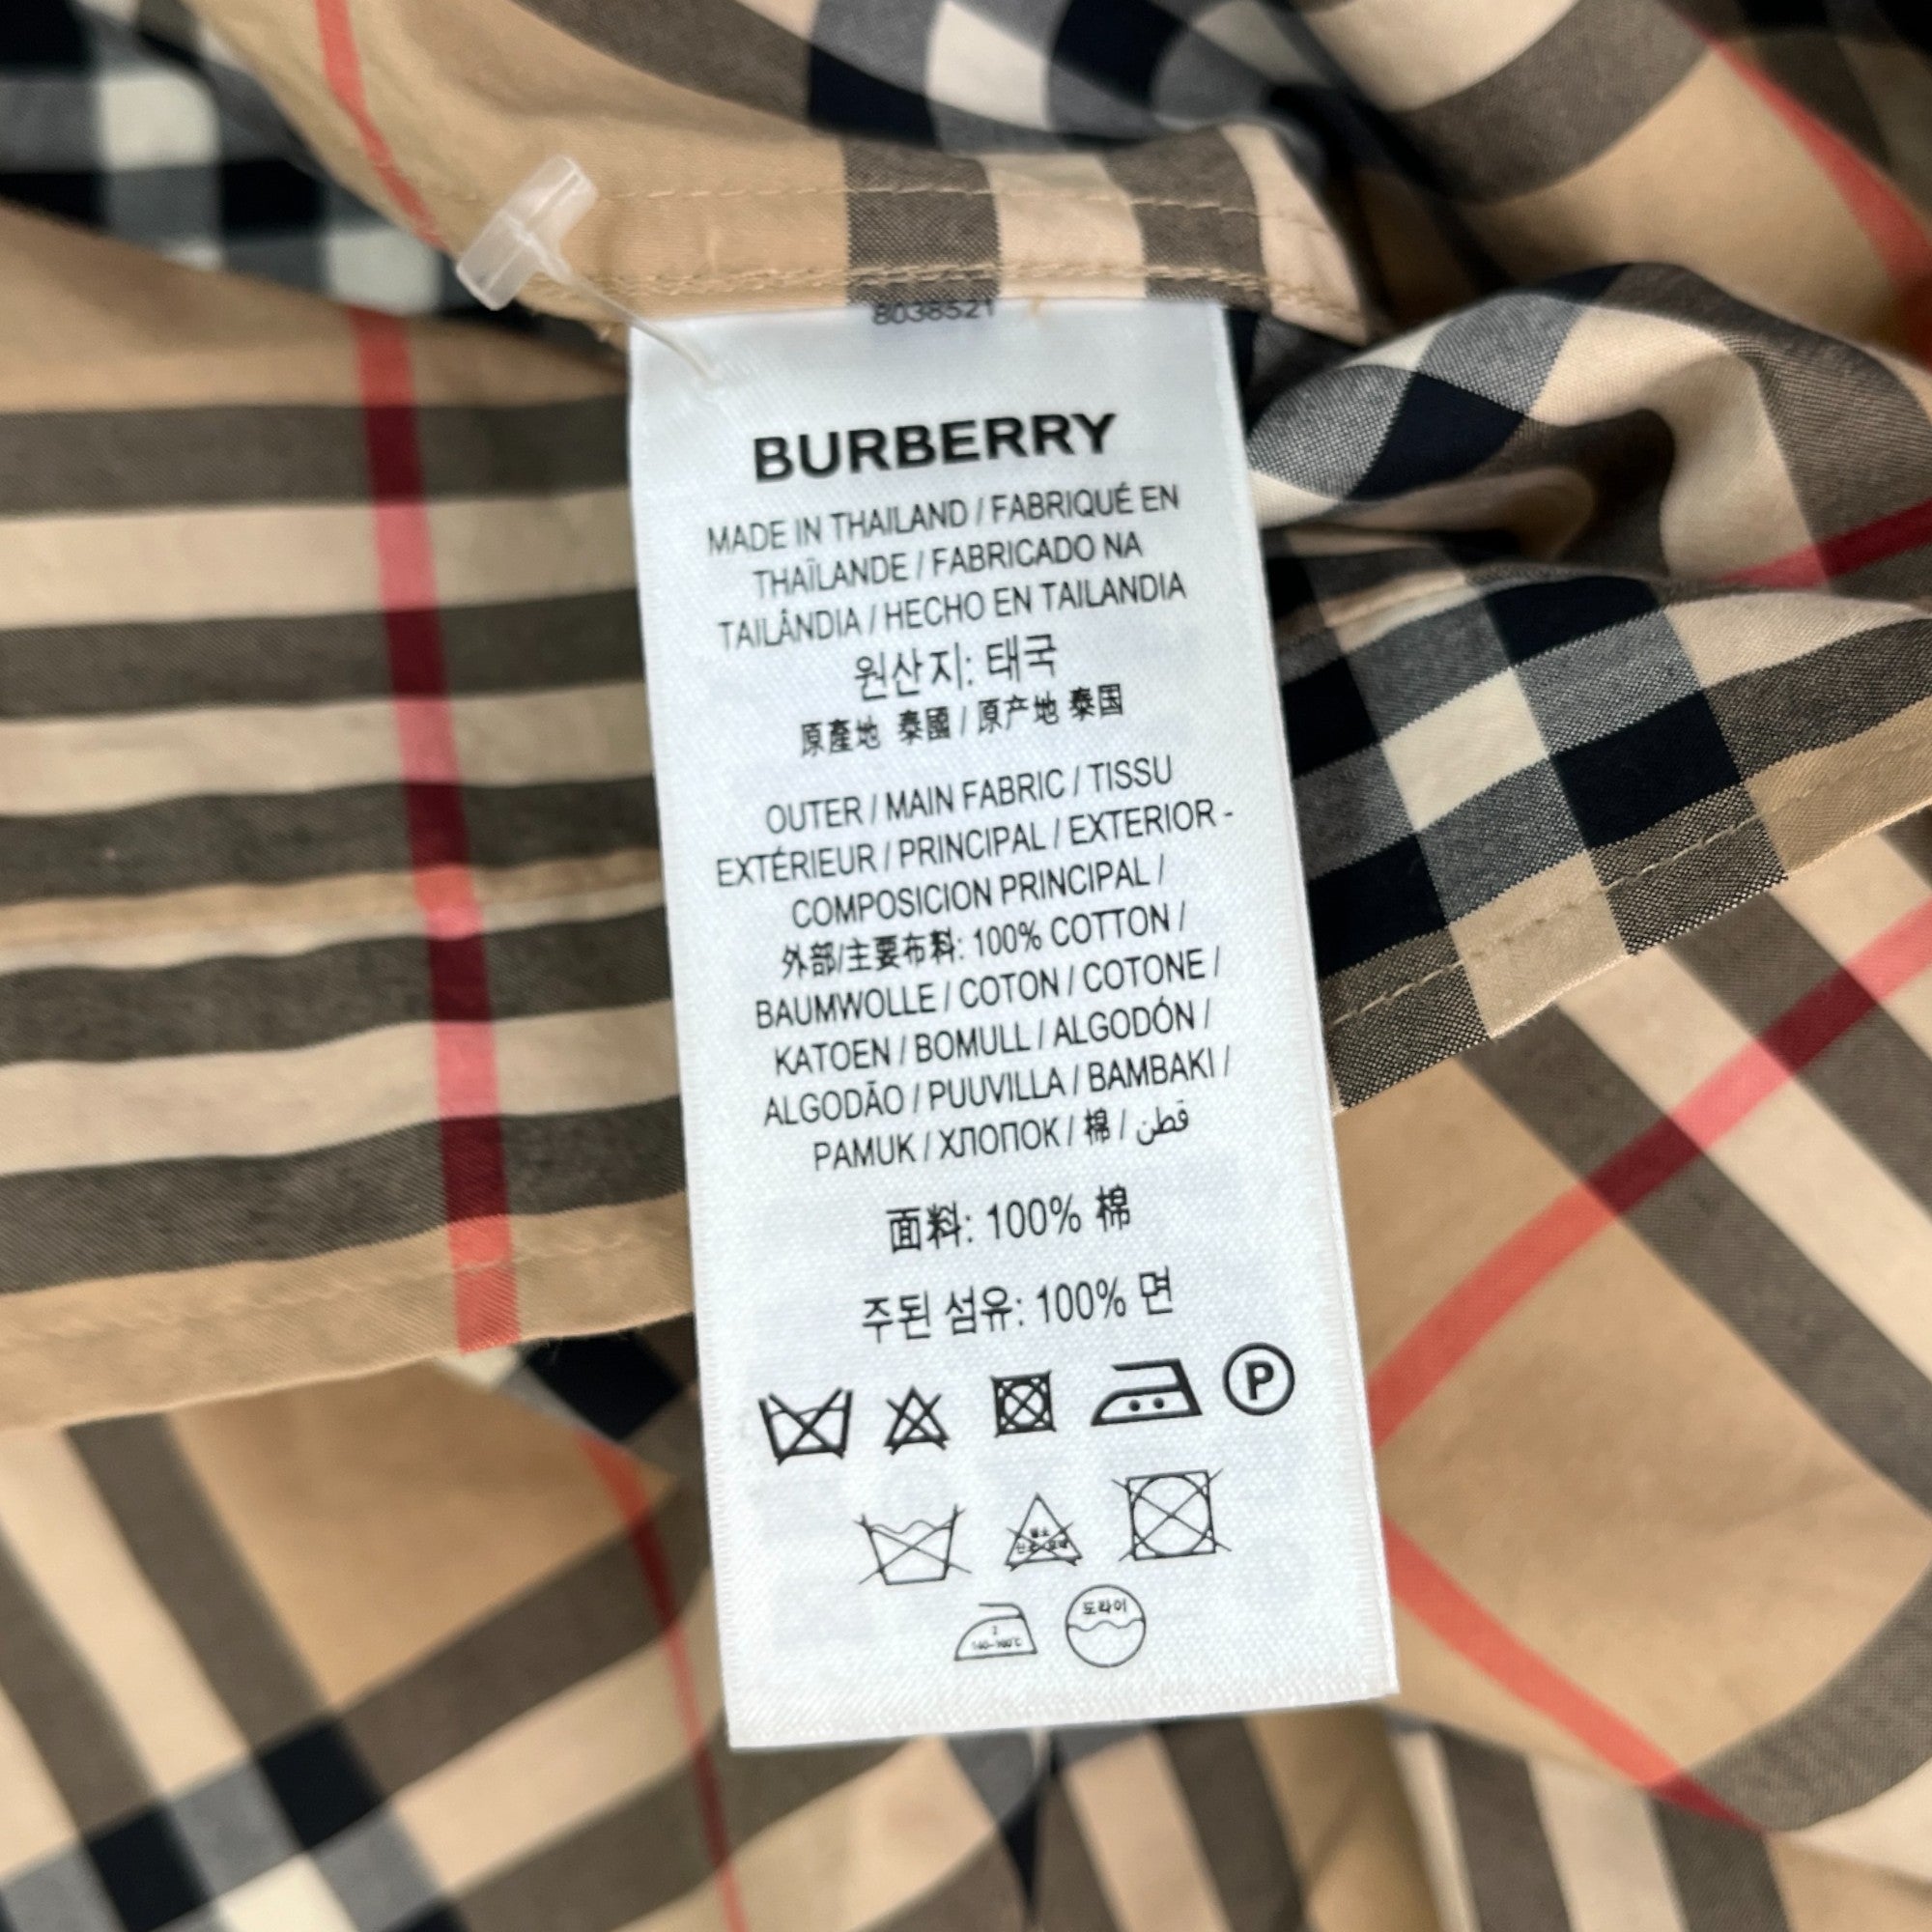 8038521
BURBERRY
MADE IN THAILAND / FABRIQUÉ EN
THAÏLANDE / FABRICADO NA
TAILÂNDIA / HECHO EN TAILANDIA
원산지: 태국
原產地 泰國 / 原产地 泰国
OUTER / MAIN FABRIC / TISSU
EXTÉRIEUR / PRINCIPAL / EXTERIOR -
COMPOSICION PRINCIPAL /
外部/主要布料: 100% COTTON /
BAUMWOLLE / COTON / COTONE /
KATOEN / BOMULL / ALGODÓN /
ALGODÃO / PUUVILLA / BAMBAKI /
PAMUK / ХЛОПОК / 棉 / قطن
面料: 100% 棉
주된 섬유: 100% 면
P
드라이